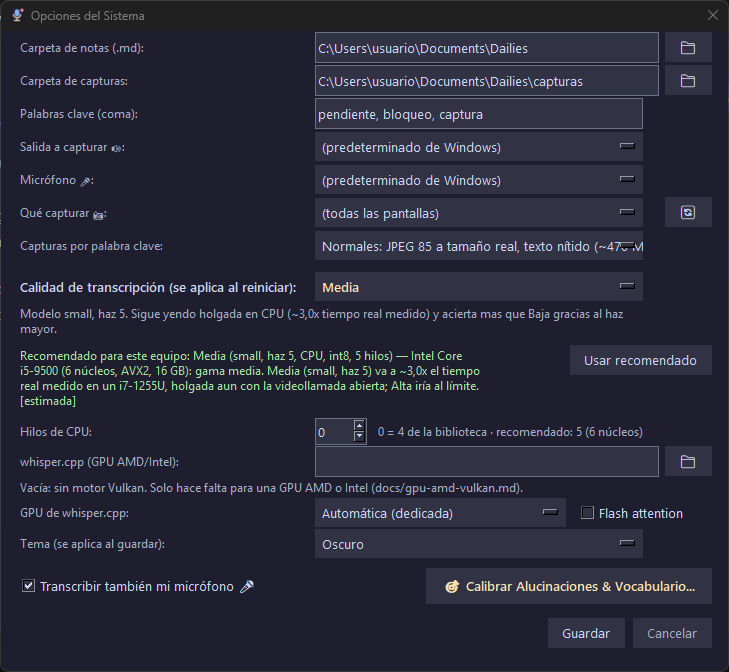 Opciones del Sistema
Carpeta de notas (.md):
C:\Users\usuario\Documents\Dailies
Carpeta de capturas:
C:\Users\usuario\Documents\Dailies\capturas
Palabras clave (coma):
pendiente, bloqueo, captura
Salida a capturar 🔊:
(predeterminado de Windows)
Micrófono 🎤:
(predeterminado de Windows)
Qué capturar 📷:
(todas las pantallas)
Capturas por palabra clave:
Normales: JPEG 85 a tamaño real, texto nítido (~470 M
Calidad de transcripción (se aplica al reiniciar):
Media
Modelo small, haz 5. Sigue yendo holgada en CPU (~3,0x tiempo real medido) y acierta mas que Baja gracias al haz
mayor.
Recomendado para este equipo: Media (small, haz 5, CPU, int8, 5 hilos) — Intel Core
i5-9500 (6 núcleos, AVX2, 16 GB): gama media. Media (small, haz 5) va a ~3,0x el tiempo
real medido en un i7-1255U, holgada aun con la videollamada abierta; Alta iría al límite.
[estimada]
Usar recomendado
Hilos de CPU:
0
0 = 4 de la biblioteca · recomendado: 5 (6 núcleos)
whisper.cpp (GPU AMD/Intel):
Vacía: sin motor Vulkan. Solo hace falta para una GPU AMD o Intel (docs/gpu-amd-vulkan.md).
GPU de whisper.cpp:
Automática (dedicada)
Flash attention
Tema (se aplica al guardar):
Oscuro
Transcribir también mi micrófono 🎤
🎯 Calibrar Alucinaciones & Vocabulario...
Guardar
Cancelar